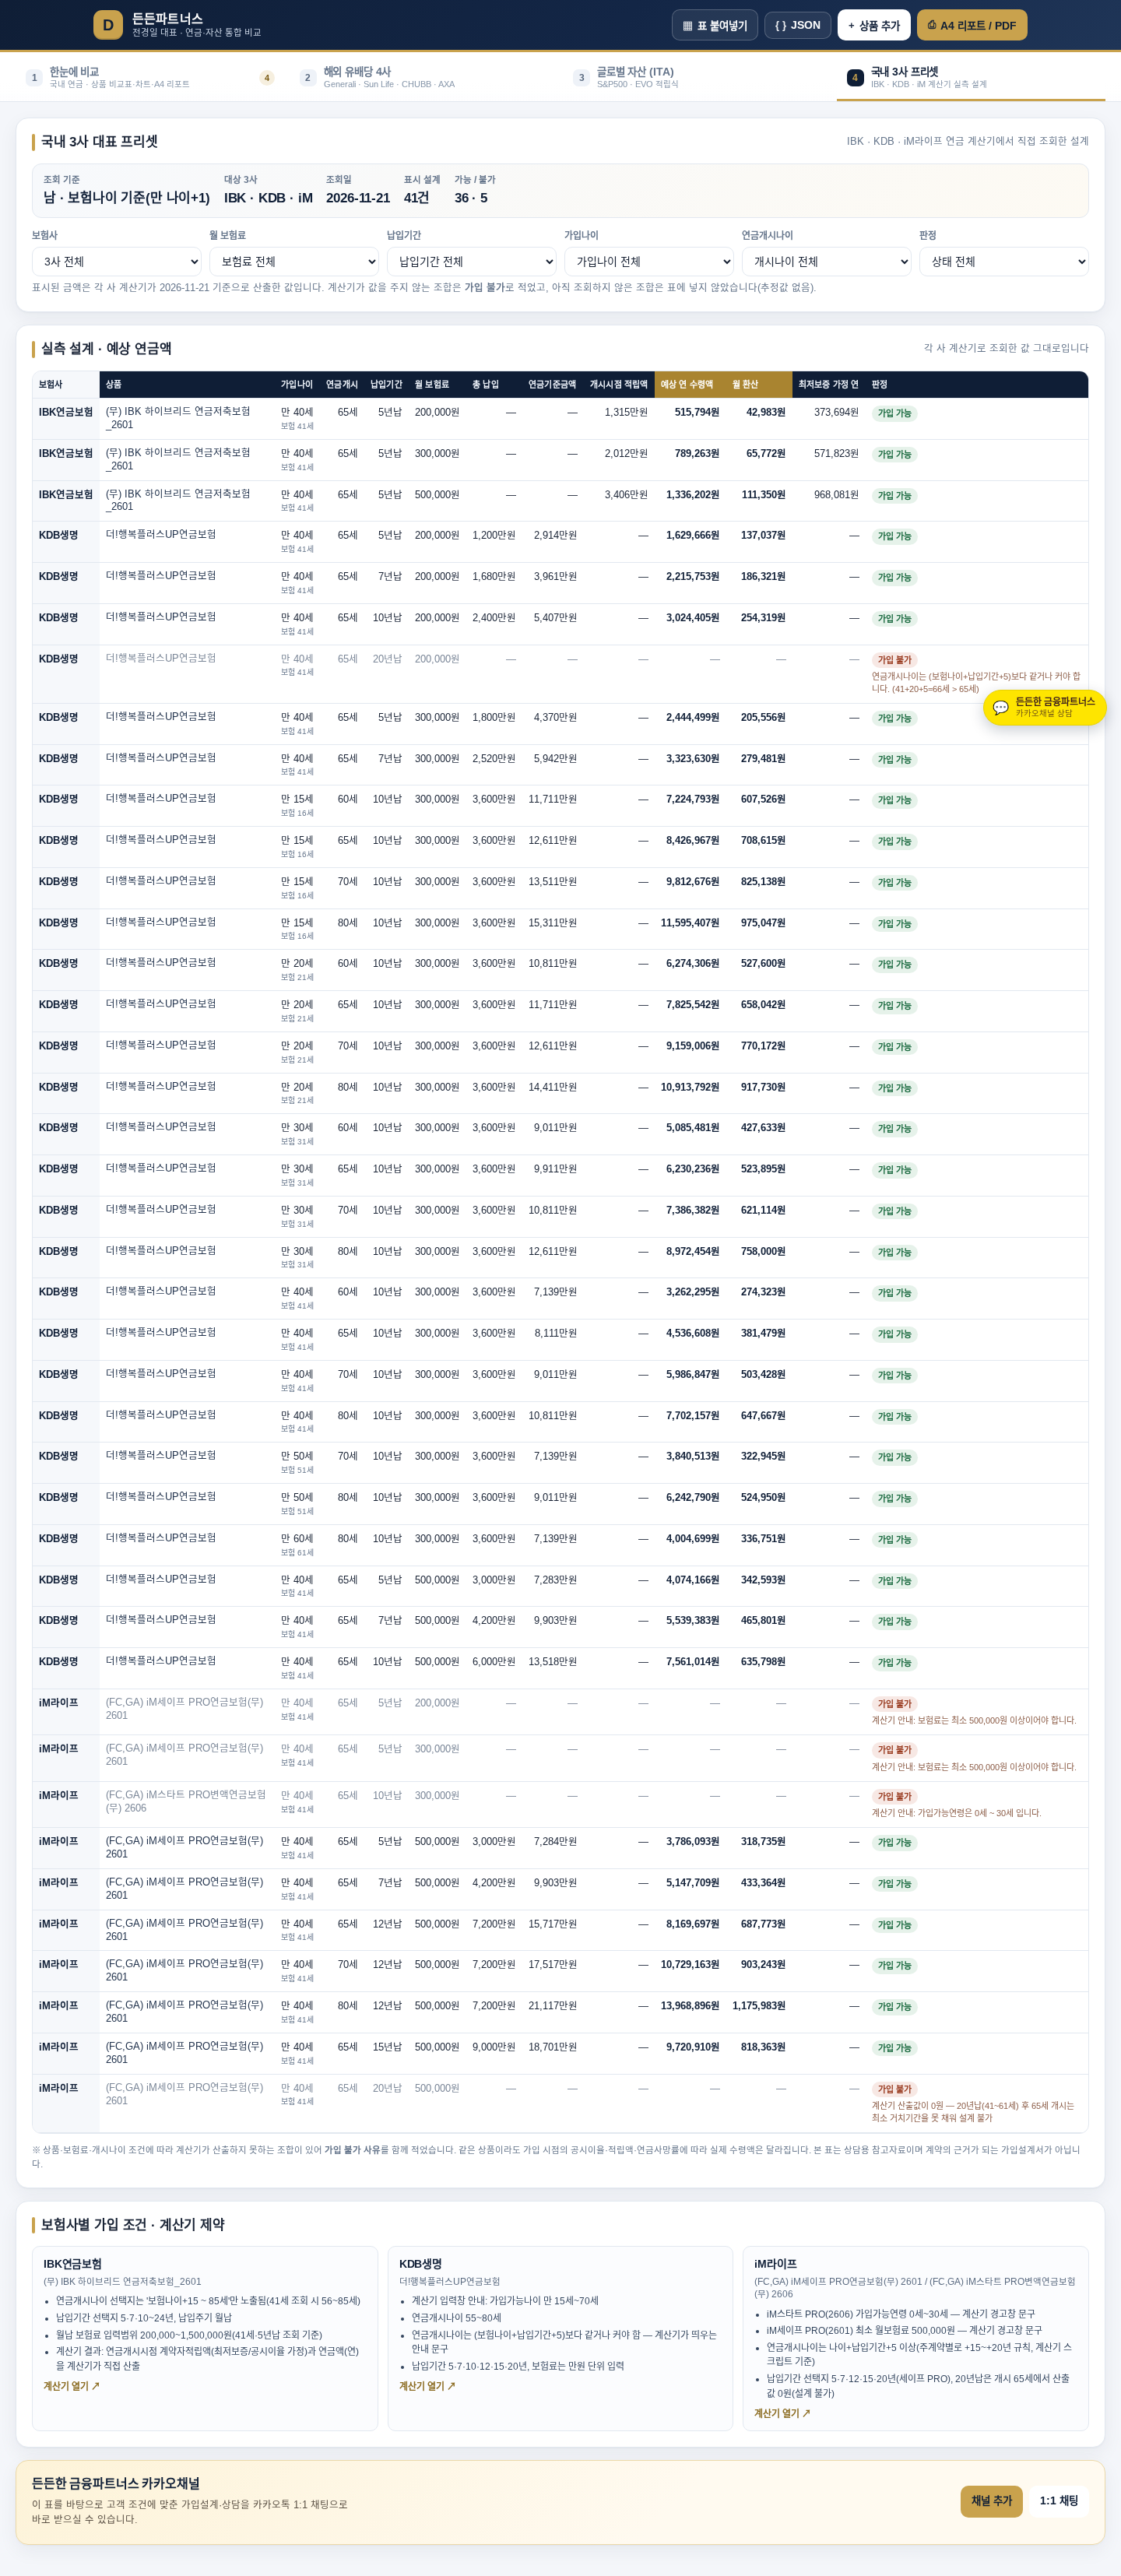 D 든든파트너스
전경일 대표 · 연금·자산 통합 비교
▦ 표 붙여넣기 { } JSON + 상품 추가 ⎙ A4 리포트 / PDF
1 한눈에 비교 4
국내 연금 · 상품 비교표·차트·A4 리포트
2 해외 유배당 4사
Generali · Sun Life · CHUBB · AXA
3 글로벌 자산 (ITA)
S&P500 · EVO 적립식
4 국내 3사 프리셋
IBK · KDB · iM 계산기 실측 설계
국내 3사 대표 프리셋
IBK · KDB · iM라이프 연금 계산기에서 직접 조회한 설계
조회 기준 대상 3사 조회일 표시 설계 가능 / 불가
남 · 보험나이 기준(만 나이+1) IBK · KDB · iM 2026-11-21 41건 36 · 5
보험사 월 보험료 납입기간 가입나이 연금개시나이 판정
3사 전체 보험료 전체 납입기간 전체 가입나이 전체 개시나이 전체 상태 전체
표시된 금액은 각 사 계산기가 2026-11-21 기준으로 산출한 값입니다. 계산기가 값을 주지 않는 조합은 가입 불가로 적었고, 아직 조회하지 않은 조합은 표에 넣지 않았습니다(추정값 없음).
실측 설계 · 예상 연금액
각 사 계산기로 조회한 값 그대로입니다
보험사 상품 가입나이 연금개시 납입기간 월 보험료 총 납입 연금기준금액 개시시점 적립액 예상 연 수령액 월 환산 최저보증 가정 연 판정
IBK연금보험 (무) IBK 하이브리드 연금저축보험_2601 만 40세 보험 41세 65세 5년납 200,000원 — — 1,315만원 515,794원 42,983원 373,694원 가입 가능
IBK연금보험 (무) IBK 하이브리드 연금저축보험_2601 만 40세 보험 41세 65세 5년납 300,000원 — — 2,012만원 789,263원 65,772원 571,823원 가입 가능
IBK연금보험 (무) IBK 하이브리드 연금저축보험_2601 만 40세 보험 41세 65세 5년납 500,000원 — — 3,406만원 1,336,202원 111,350원 968,081원 가입 가능
KDB생명 더!행복플러스UP연금보험 만 40세 보험 41세 65세 5년납 200,000원 1,200만원 2,914만원 — 1,629,666원 137,037원 — 가입 가능
KDB생명 더!행복플러스UP연금보험 만 40세 보험 41세 65세 7년납 200,000원 1,680만원 3,961만원 — 2,215,753원 186,321원 — 가입 가능
KDB생명 더!행복플러스UP연금보험 만 40세 보험 41세 65세 10년납 200,000원 2,400만원 5,407만원 — 3,024,405원 254,319원 — 가입 가능
KDB생명 더!행복플러스UP연금보험 만 40세 보험 41세 65세 20년납 200,000원 — — — — — — 가입 불가
연금개시나이는 (보험나이+납입기간+5)보다 같거나 커야 합니다. (41+20+5=66세 > 65세)
KDB생명 더!행복플러스UP연금보험 만 40세 보험 41세 65세 5년납 300,000원 1,800만원 4,370만원 — 2,444,499원 205,556원 — 가입 가능
💬 든든한 금융파트너스
카카오채널 상담
KDB생명 더!행복플러스UP연금보험 만 40세 보험 41세 65세 7년납 300,000원 2,520만원 5,942만원 — 3,323,630원 279,481원 — 가입 가능
KDB생명 더!행복플러스UP연금보험 만 15세 보험 16세 60세 10년납 300,000원 3,600만원 11,711만원 — 7,224,793원 607,526원 — 가입 가능
KDB생명 더!행복플러스UP연금보험 만 15세 보험 16세 65세 10년납 300,000원 3,600만원 12,611만원 — 8,426,967원 708,615원 — 가입 가능
KDB생명 더!행복플러스UP연금보험 만 15세 보험 16세 70세 10년납 300,000원 3,600만원 13,511만원 — 9,812,676원 825,138원 — 가입 가능
KDB생명 더!행복플러스UP연금보험 만 15세 보험 16세 80세 10년납 300,000원 3,600만원 15,311만원 — 11,595,407원 975,047원 — 가입 가능
KDB생명 더!행복플러스UP연금보험 만 20세 보험 21세 60세 10년납 300,000원 3,600만원 10,811만원 — 6,274,306원 527,600원 — 가입 가능
KDB생명 더!행복플러스UP연금보험 만 20세 보험 21세 65세 10년납 300,000원 3,600만원 11,711만원 — 7,825,542원 658,042원 — 가입 가능
KDB생명 더!행복플러스UP연금보험 만 20세 보험 21세 70세 10년납 300,000원 3,600만원 12,611만원 — 9,159,006원 770,172원 — 가입 가능
KDB생명 더!행복플러스UP연금보험 만 20세 보험 21세 80세 10년납 300,000원 3,600만원 14,411만원 — 10,913,792원 917,730원 — 가입 가능
KDB생명 더!행복플러스UP연금보험 만 30세 보험 31세 60세 10년납 300,000원 3,600만원 9,011만원 — 5,085,481원 427,633원 — 가입 가능
KDB생명 더!행복플러스UP연금보험 만 30세 보험 31세 65세 10년납 300,000원 3,600만원 9,911만원 — 6,230,236원 523,895원 — 가입 가능
KDB생명 더!행복플러스UP연금보험 만 30세 보험 31세 70세 10년납 300,000원 3,600만원 10,811만원 — 7,386,382원 621,114원 — 가입 가능
KDB생명 더!행복플러스UP연금보험 만 30세 보험 31세 80세 10년납 300,000원 3,600만원 12,611만원 — 8,972,454원 758,000원 — 가입 가능
KDB생명 더!행복플러스UP연금보험 만 40세 보험 41세 60세 10년납 300,000원 3,600만원 7,139만원 — 3,262,295원 274,323원 — 가입 가능
KDB생명 더!행복플러스UP연금보험 만 40세 보험 41세 65세 10년납 300,000원 3,600만원 8,111만원 — 4,536,608원 381,479원 — 가입 가능
KDB생명 더!행복플러스UP연금보험 만 40세 보험 41세 70세 10년납 300,000원 3,600만원 9,011만원 — 5,986,847원 503,428원 — 가입 가능
KDB생명 더!행복플러스UP연금보험 만 40세 보험 41세 80세 10년납 300,000원 3,600만원 10,811만원 — 7,702,157원 647,667원 — 가입 가능
KDB생명 더!행복플러스UP연금보험 만 50세 보험 51세 70세 10년납 300,000원 3,600만원 7,139만원 — 3,840,513원 322,945원 — 가입 가능
KDB생명 더!행복플러스UP연금보험 만 50세 보험 51세 80세 10년납 300,000원 3,600만원 9,011만원 — 6,242,790원 524,950원 — 가입 가능
KDB생명 더!행복플러스UP연금보험 만 60세 보험 61세 80세 10년납 300,000원 3,600만원 7,139만원 — 4,004,699원 336,751원 — 가입 가능
KDB생명 더!행복플러스UP연금보험 만 40세 보험 41세 65세 5년납 500,000원 3,000만원 7,283만원 — 4,074,166원 342,593원 — 가입 가능
KDB생명 더!행복플러스UP연금보험 만 40세 보험 41세 65세 7년납 500,000원 4,200만원 9,903만원 — 5,539,383원 465,801원 — 가입 가능
KDB생명 더!행복플러스UP연금보험 만 40세 보험 41세 65세 10년납 500,000원 6,000만원 13,518만원 — 7,561,014원 635,798원 — 가입 가능
iM라이프 (FC,GA) iM세이프 PRO연금보험(무) 2601 만 40세 보험 41세 65세 5년납 200,000원 — — — — — — 가입 불가
계산기 안내: 보험료는 최소 500,000원 이상이어야 합니다.
iM라이프 (FC,GA) iM세이프 PRO연금보험(무) 2601 만 40세 보험 41세 65세 5년납 300,000원 — — — — — — 가입 불가
계산기 안내: 보험료는 최소 500,000원 이상이어야 합니다.
iM라이프 (FC,GA) iM스타트 PRO변액연금보험(무) 2606 만 40세 보험 41세 65세 10년납 300,000원 — — — — — — 가입 불가
계산기 안내: 가입가능연령은 0세 ~ 30세 입니다.
iM라이프 (FC,GA) iM세이프 PRO연금보험(무) 2601 만 40세 보험 41세 65세 5년납 500,000원 3,000만원 7,284만원 — 3,786,093원 318,735원 — 가입 가능
iM라이프 (FC,GA) iM세이프 PRO연금보험(무) 2601 만 40세 보험 41세 65세 7년납 500,000원 4,200만원 9,903만원 — 5,147,709원 433,364원 — 가입 가능
iM라이프 (FC,GA) iM세이프 PRO연금보험(무) 2601 만 40세 보험 41세 65세 12년납 500,000원 7,200만원 15,717만원 — 8,169,697원 687,773원 — 가입 가능
iM라이프 (FC,GA) iM세이프 PRO연금보험(무) 2601 만 40세 보험 41세 70세 12년납 500,000원 7,200만원 17,517만원 — 10,729,163원 903,243원 — 가입 가능
iM라이프 (FC,GA) iM세이프 PRO연금보험(무) 2601 만 40세 보험 41세 80세 12년납 500,000원 7,200만원 21,117만원 — 13,968,896원 1,175,983원 — 가입 가능
iM라이프 (FC,GA) iM세이프 PRO연금보험(무) 2601 만 40세 보험 41세 65세 15년납 500,000원 9,000만원 18,701만원 — 9,720,910원 818,363원 — 가입 가능
iM라이프 (FC,GA) iM세이프 PRO연금보험(무) 2601 만 40세 보험 41세 65세 20년납 500,000원 — — — — — — 가입 불가
계산기 산출값이 0원 — 20년납(41~61세) 후 65세 개시는 최소 거치기간을 못 채워 설계 불가
※ 상품·보험료·개시나이 조건에 따라 계산기가 산출하지 못하는 조합이 있어 가입 불가 사유를 함께 적었습니다. 같은 상품이라도 가입 시점의 공시이율·적립액·연금사망률에 따라 실제 수령액은 달라집니다. 본 표는 상담용 참고자료이며 계약의 근거가 되는 가입설계서가 아닙니
다.
보험사별 가입 조건 · 계산기 제약
IBK연금보험
(무) IBK 하이브리드 연금저축보험_2601
• 연금개시나이 선택지는 '보험나이+15 ~ 85세'만 노출됨(41세 조회 시 56~85세)
• 납입기간 선택지 5·7·10~24년, 납입주기 월납
• 월납 보험료 입력범위 200,000~1,500,000원(41세·5년납 조회 기준)
• 계산기 결과: 연금개시시점 계약자적립액(최저보증/공시이율 가정)과 연금액(연)
을 계산기가 직접 산출
계산기 열기 ↗
KDB생명
더!행복플러스UP연금보험
• 계산기 입력창 안내: 가입가능나이 만 15세~70세
• 연금개시나이 55~80세
• 연금개시나이는 (보험나이+납입기간+5)보다 같거나 커야 함 — 계산기가 띄우는
안내 문구
• 납입기간 5·7·10·12·15·20년, 보험료는 만원 단위 입력
계산기 열기 ↗
iM라이프
(FC,GA) iM세이프 PRO연금보험(무) 2601 / (FC,GA) iM스타트 PRO변액연금보험
(무) 2606
• iM스타트 PRO(2606) 가입가능연령 0세~30세 — 계산기 경고창 문구
• iM세이프 PRO(2601) 최소 월보험료 500,000원 — 계산기 경고창 문구
• 연금개시나이는 나이+납입기간+5 이상(주계약별로 +15~+20년 규칙, 계산기 스
크립트 기준)
• 납입기간 선택지 5·7·12·15·20년(세이프 PRO), 20년납은 개시 65세에서 산출
값 0원(설계 불가)
계산기 열기 ↗
든든한 금융파트너스 카카오채널
이 표를 바탕으로 고객 조건에 맞춘 가입설계·상담을 카카오톡 1:1 채팅으로
바로 받으실 수 있습니다.
채널 추가 1:1 채팅